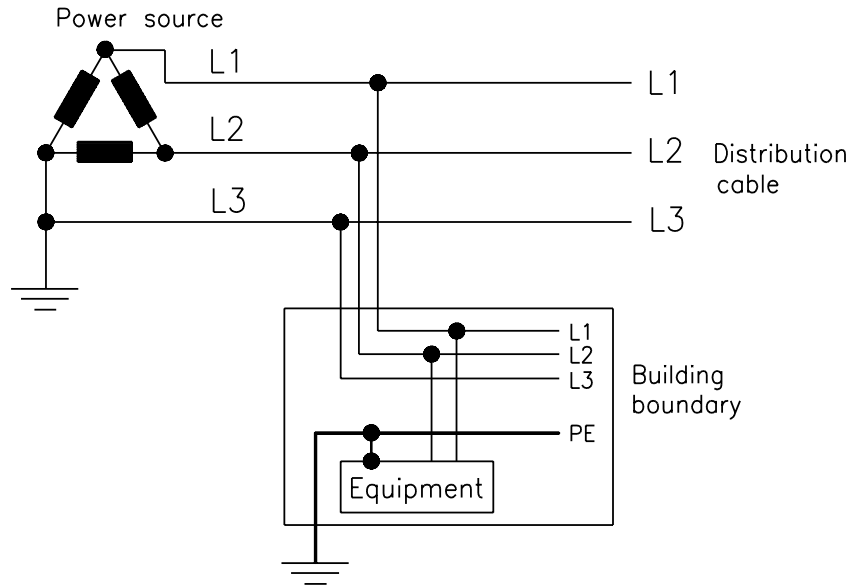 Power source
L1
L1
L2
L2
Distribution
cable
L3
L3
L1
L2
L3
Building
boundary
PE
Equipment